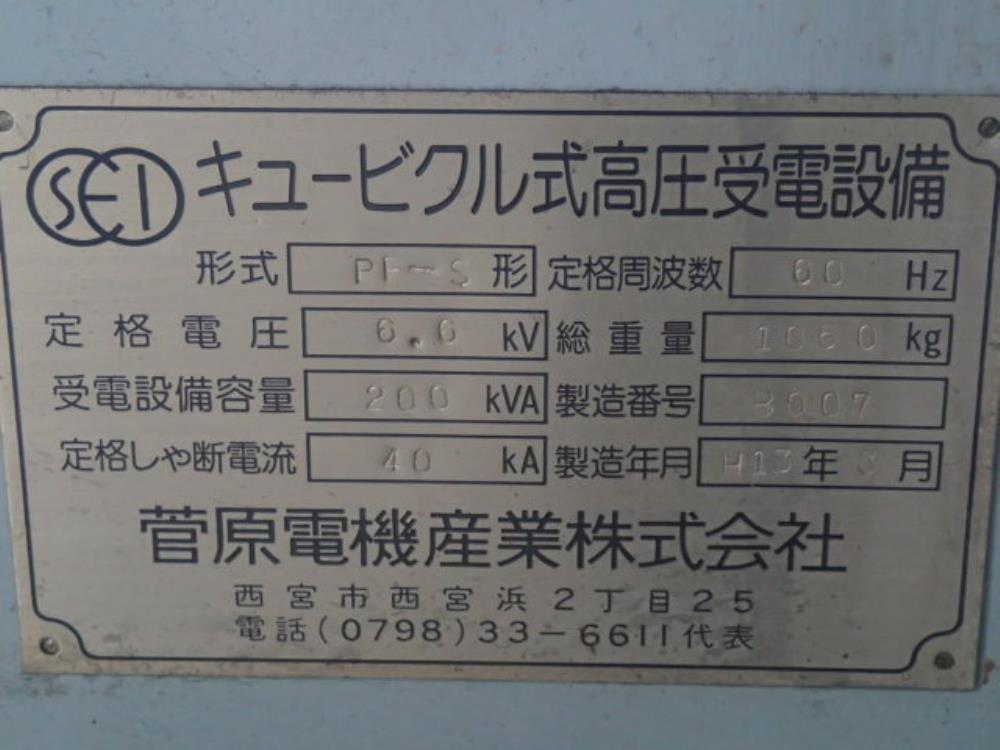 SEI キュービクル式高圧受電設備
形式 PF-S 形 定格周波数 60 Hz
定格電圧 6.6 kV 総重量 kg
受電設備容量 200 kVA 製造番号
定格しや断電流 40 kA 製造年月 H13年 月
菅原電機産業株式会社
西宮市西宮浜2丁目25
電話(0798)33-6611代表